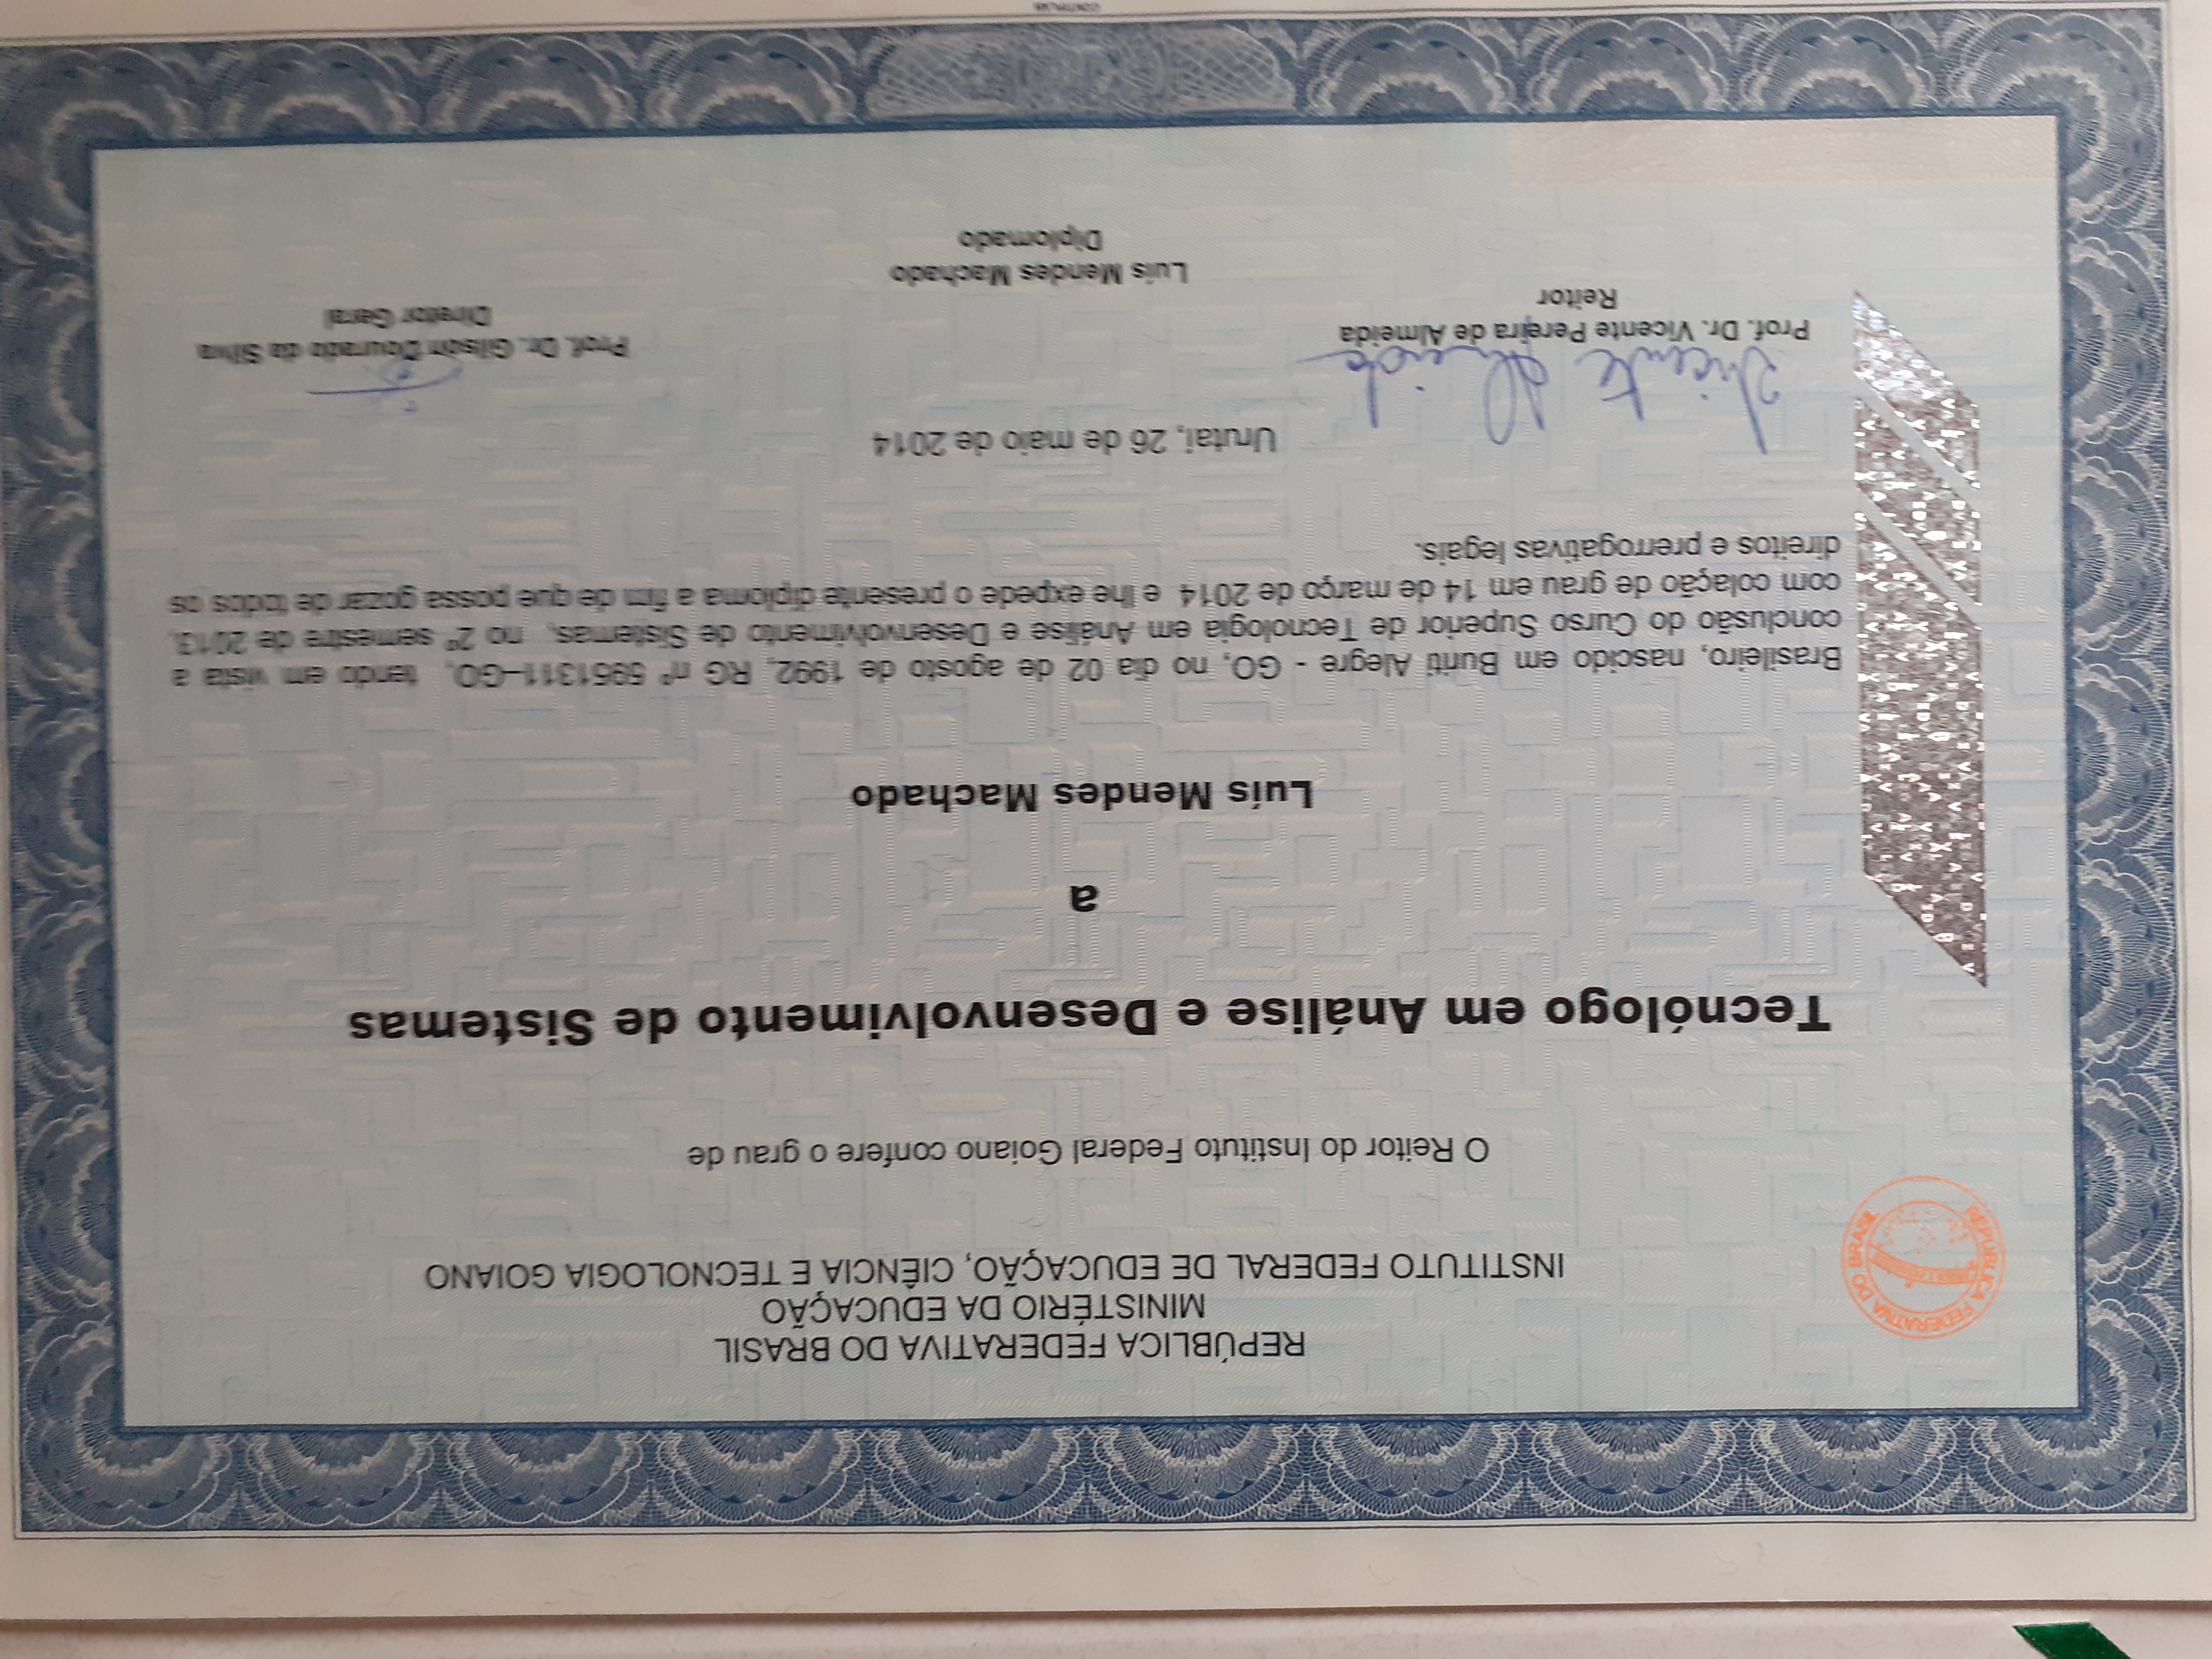 REPÚBLICA FEDERATIVA DO BRASIL
MINISTÉRIO DA EDUCAÇÃO
INSTITUTO FEDERAL DE EDUCAÇÃO, CIÊNCIA E TECNOLOGIA GOIANO
REPÚBLICA FEDERATIVA DO BRASIL
O Reitor do Instituto Federal Goiano confere o grau de
Tecnólogo em Análise e Desenvolvimento de Sistemas
a
Luís Mendes Machado
Brasileiro, nascido em Buriti Alegre - GO, no dia 02 de agosto de 1992, RG nº 5951311-GO, tendo em vista a
conclusão do Curso Superior de Tecnologia em Análise e Desenvolvimento de Sistemas, no 2º semestre de 2013,
com colação de grau em 14 de março de 2014 e lhe expede o presente diploma a fim de que possa gozar de todos os
direitos e prerrogativas legais.
Urutaí, 26 de maio de 2014
Vicente Almeida
Prof. Dr. Vicente Pereira de Almeida
Reitor
Prof. Dr. Gilson Dourado da Silva
Diretor Geral
Luís Mendes Machado
Diplomado